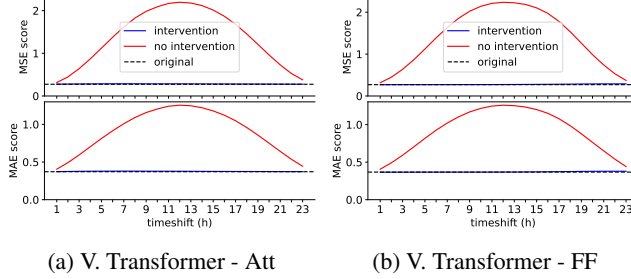 MSE score
2
1
0
intervention
no intervention
original
MAE score
1.0
0.5
0.0
1 3 5 7 9 11 13 15 17 19 21 23
timeshift (h)
(a) V. Transformer - Att
MSE score
2
1
0
intervention
no intervention
original
MAE score
1.0
0.5
0.0
1 3 5 7 9 11 13 15 17 19 21 23
timeshift (h)
(b) V. Transformer - FF